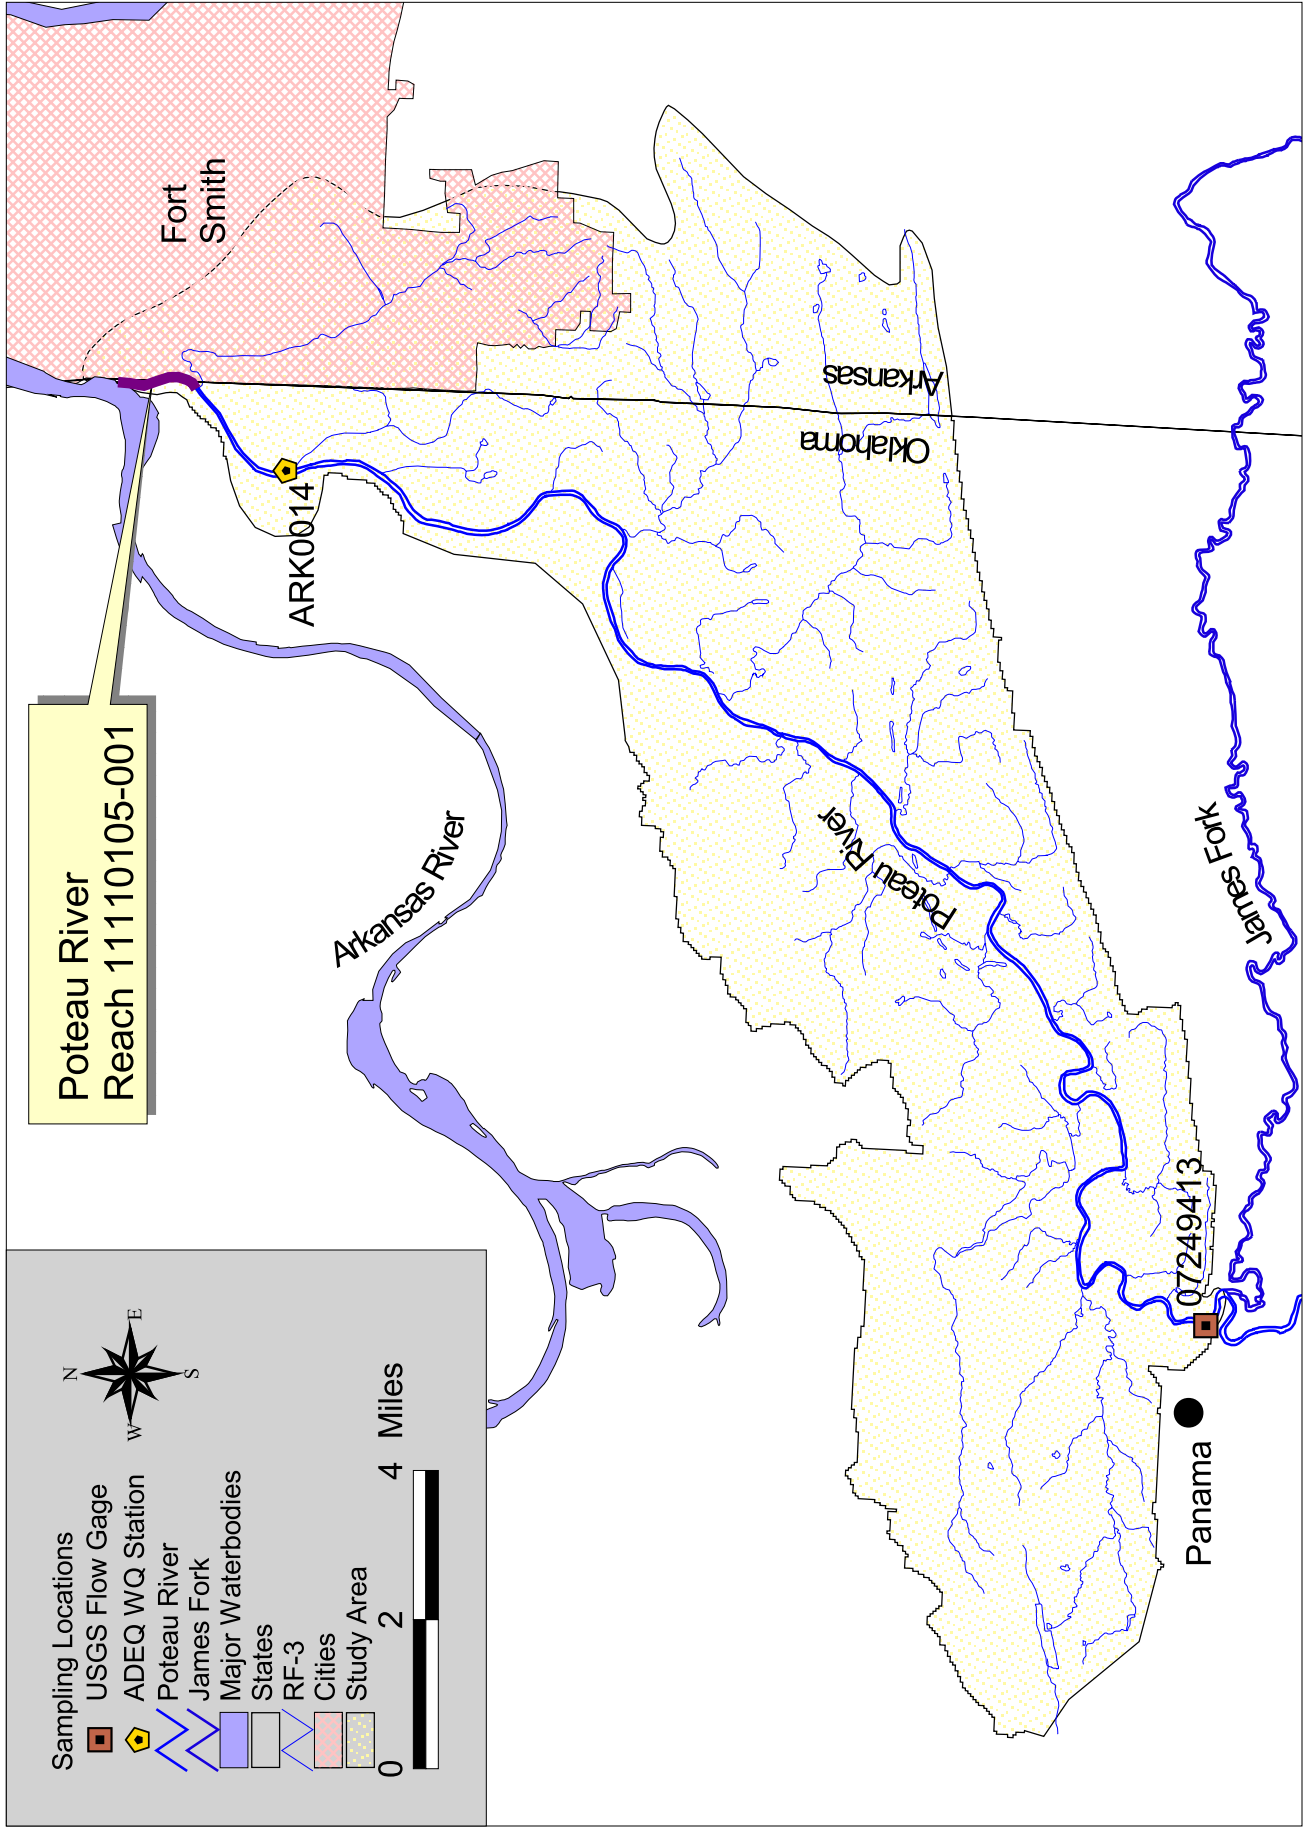 Poteau River
Reach 11110105-001
Fort
Smith
ARK0014
Arkansas River
Arkansas
Oklahoma
Poteau River
James Fork
07249413
Panama
N
E
S
W
Sampling Locations
USGS Flow Gage
ADEQ WQ Station
Poteau River
James Fork
Major Waterbodies
States
RF-3
Cities
Study Area
0 2 4 Miles